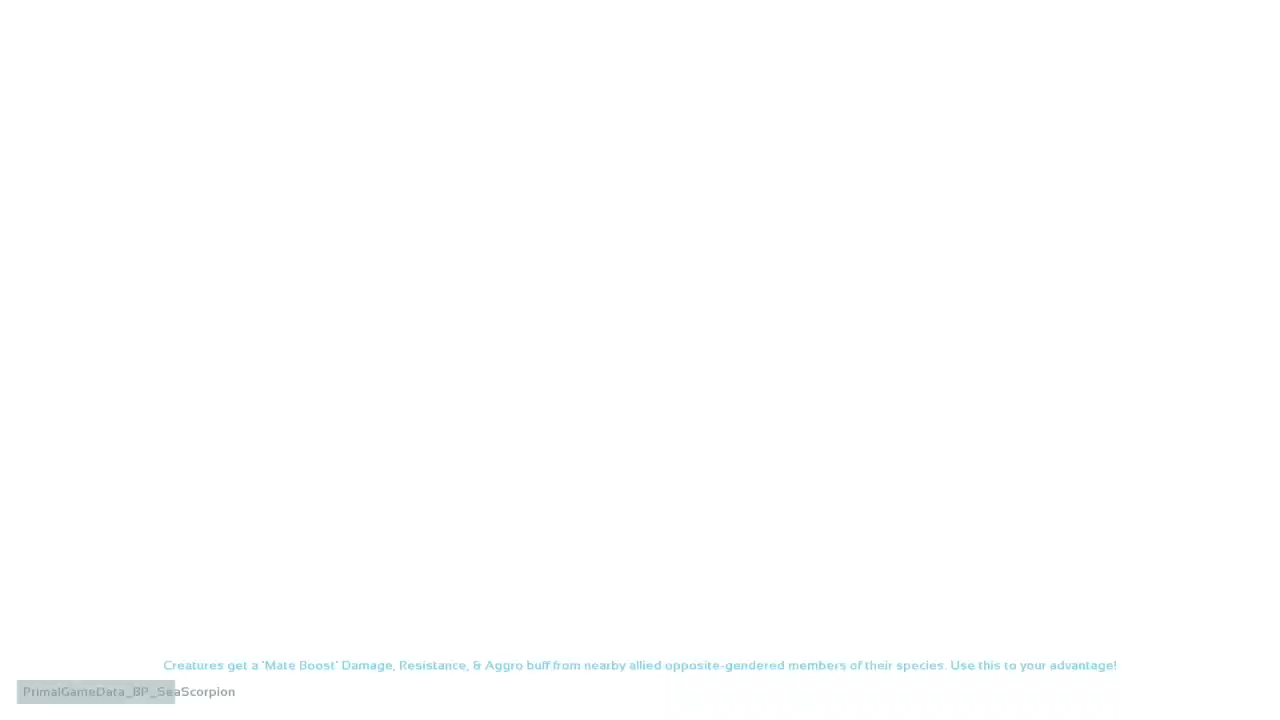 Creatures get a 'Mate Boost' Damage, Resistance, & Aggro buff from nearby allied opposite-gendered members of their species. Use this to your advantage!
PrimalGameData_BP_SeaScorpion